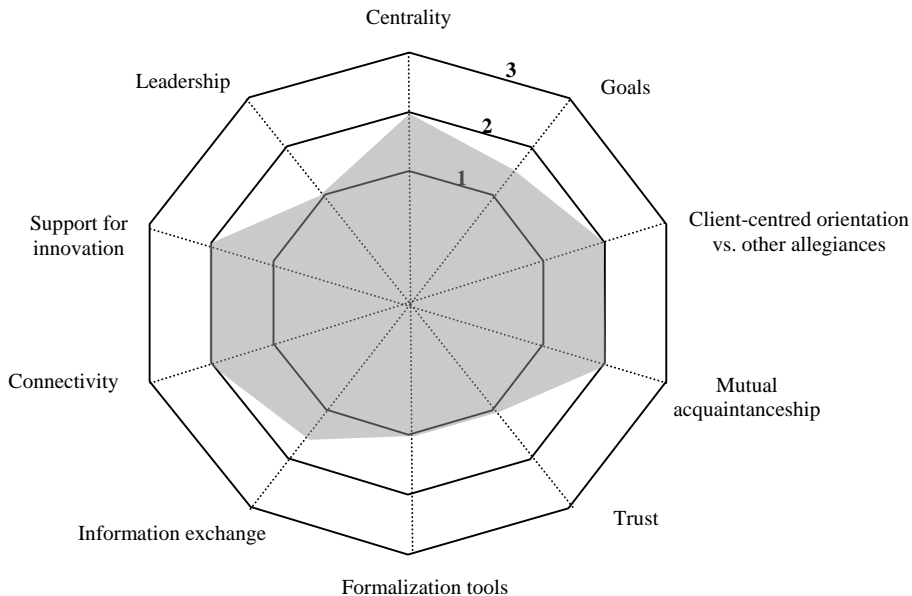 Centrality
3
Leadership
Goals
2
1
Support for
innovation
Client-centred orientation
vs. other allegiances
Connectivity
Mutual
acquaintanceship
Information exchange
Trust
Formalization tools